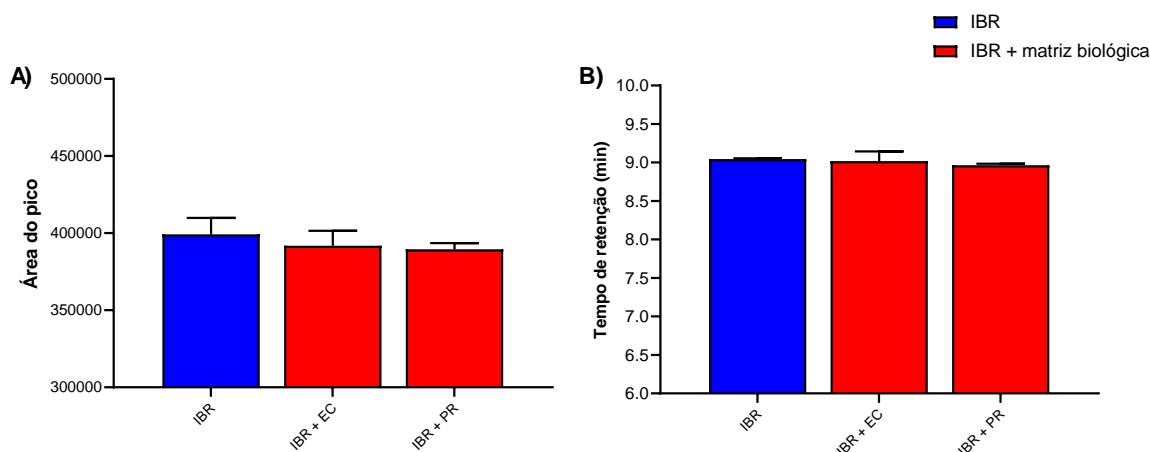 IBR
IBR + matriz biológica
A)
Área do pico
500000
450000
400000
350000
300000
IBR
IBR + EC
IBR + PR
B)
Tempo de retenção (min)
10.0
9.5
9.0
8.5
8.0
7.5
7.0
6.5
6.0
IBR
IBR + EC
IBR + PR